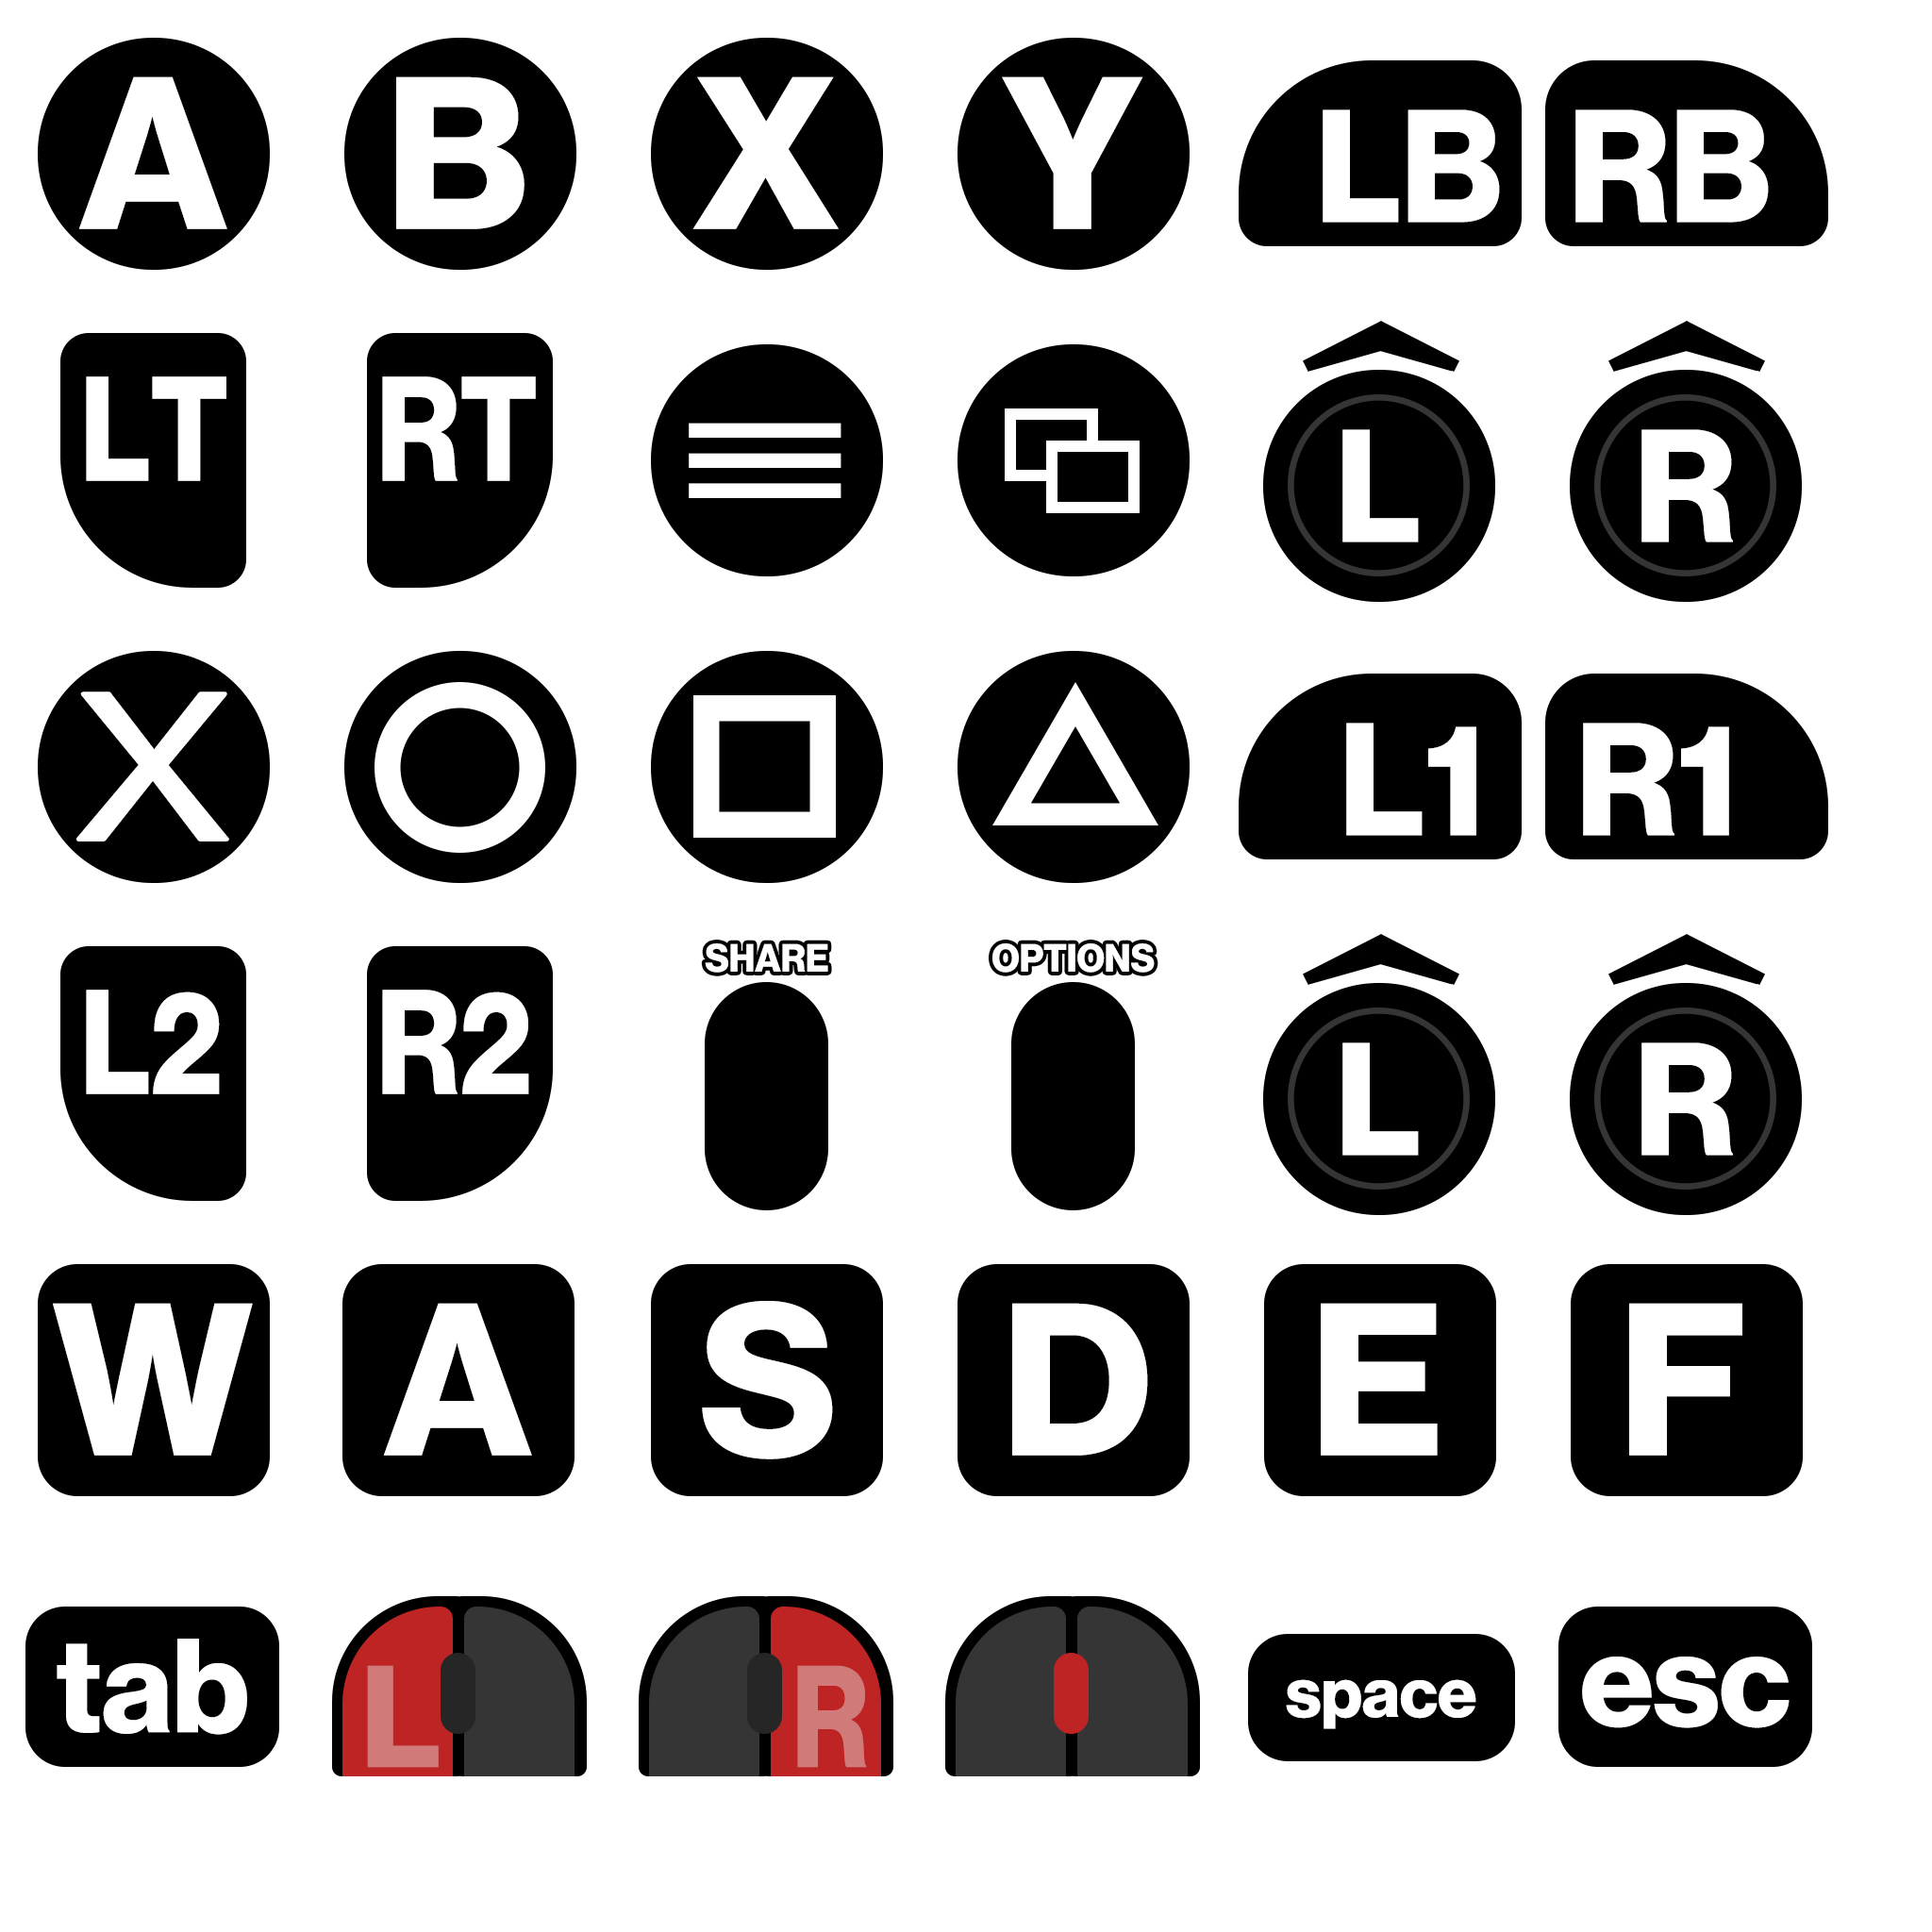 A B X Y LB RB
LT RT L R
X L1 R1
L2 R2 SHARE OPTIONS L R
W A S D E F
tab L R space esc